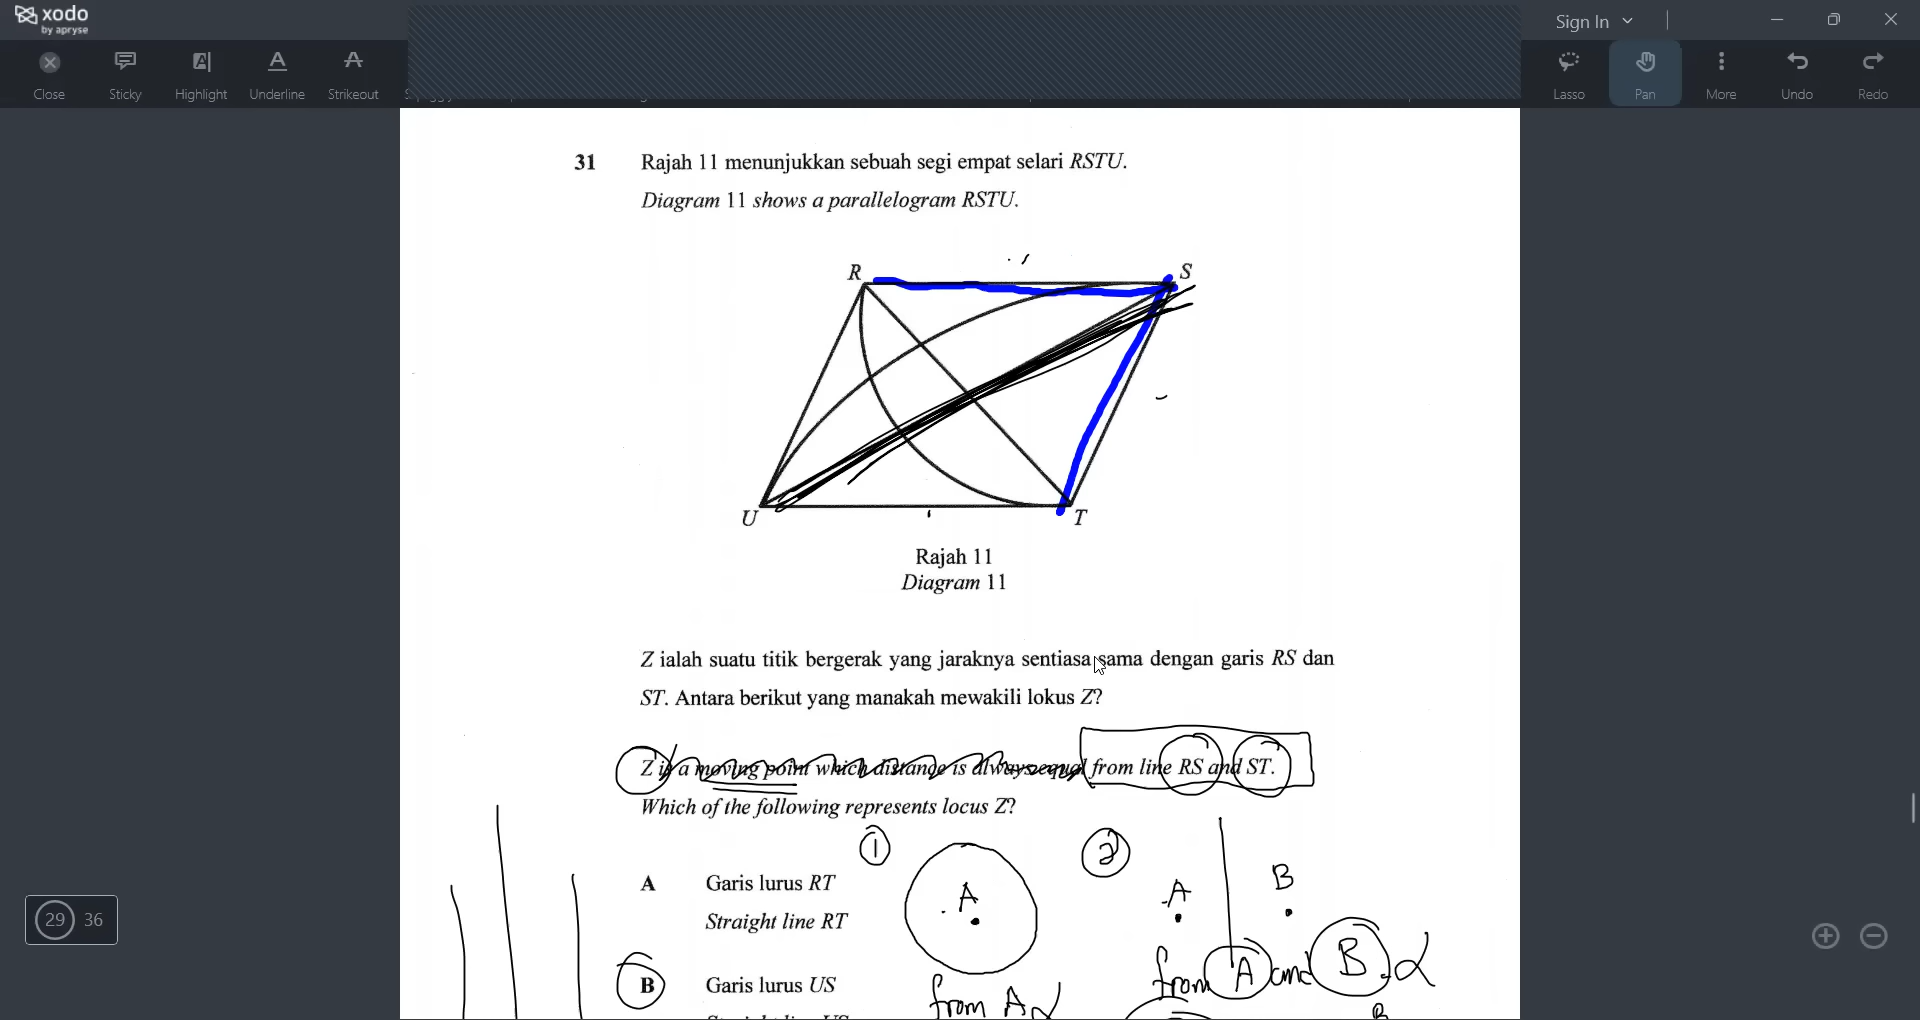 xodo
by apryse
Sign In
Close
Sticky
Highlight
Underline
Strikeout
Lasso
Pan
More
Undo
Redo
31 Rajah 11 menunjukkan sebuah segi empat selari RSTU.
Diagram 11 shows a parallelogram RSTU.
R
S
U
T
Rajah 11
Diagram 11
Z ialah suatu titik bergerak yang jaraknya sentiasa sama dengan garis RS dan
ST. Antara berikut yang manakah mewakili lokus Z?
Z is a moving point which distance is always equal from line RS and ST.
Which of the following represents locus Z?
1
2
A Garis lurus RT
Straight line RT
A
A
B
B Garis lurus US
from A
from A and B
B
29 36